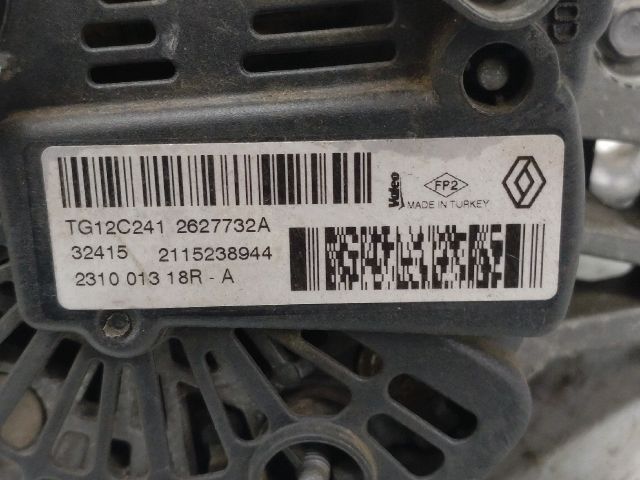 Valeo
FP2
MADE IN TURKEY
TG12C241 2627732A
32415 2115238944
2310 013 18R - A